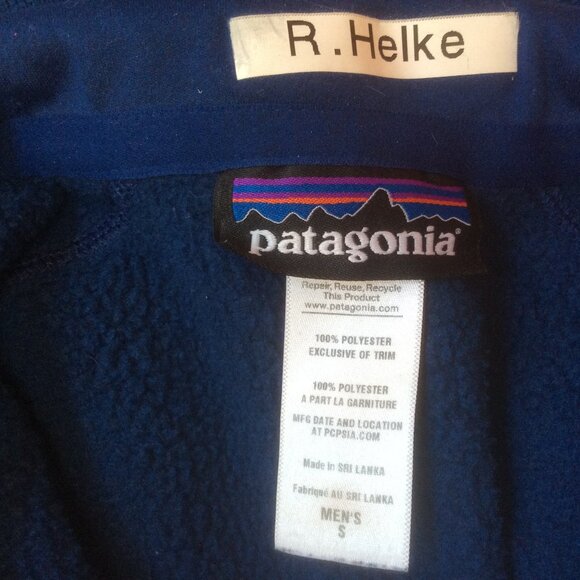 R.Helke
patagonia®
Repair, Reuse, Recycle
This Product
www.patagonia.com
100% POLYESTER
EXCLUSIVE OF TRIM
100% POLYESTER
A PART LA GARNITURE
MFG DATE AND LOCATION
AT PCPSIA.COM
Made in SRI LANKA
Fabriqué AU SRI LANKA
MEN'S
S